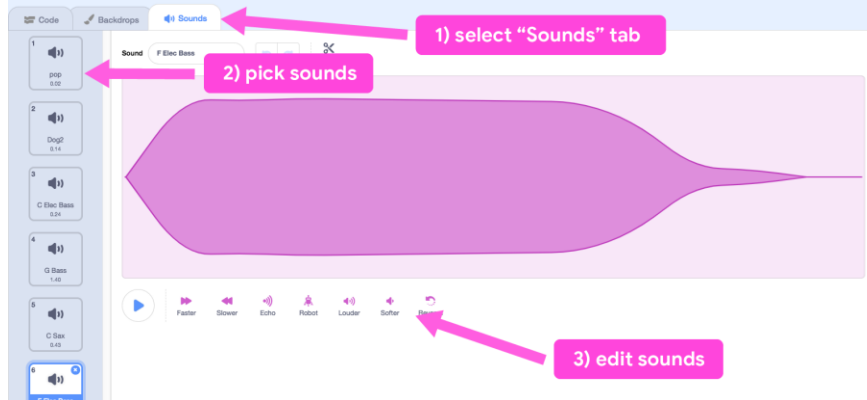 Code
Backdrops
Sounds
1) select “Sounds” tab
Sound
F Elec Bass
2) pick sounds
1
pop
0.02
2
Dog2
0.14
3
C Elec Bass
0.24
4
G Bass
1.40
5
C Sax
0.43
6
F Elec Bass
Faster
Slower
Echo
Robot
Louder
Softer
3) edit sounds